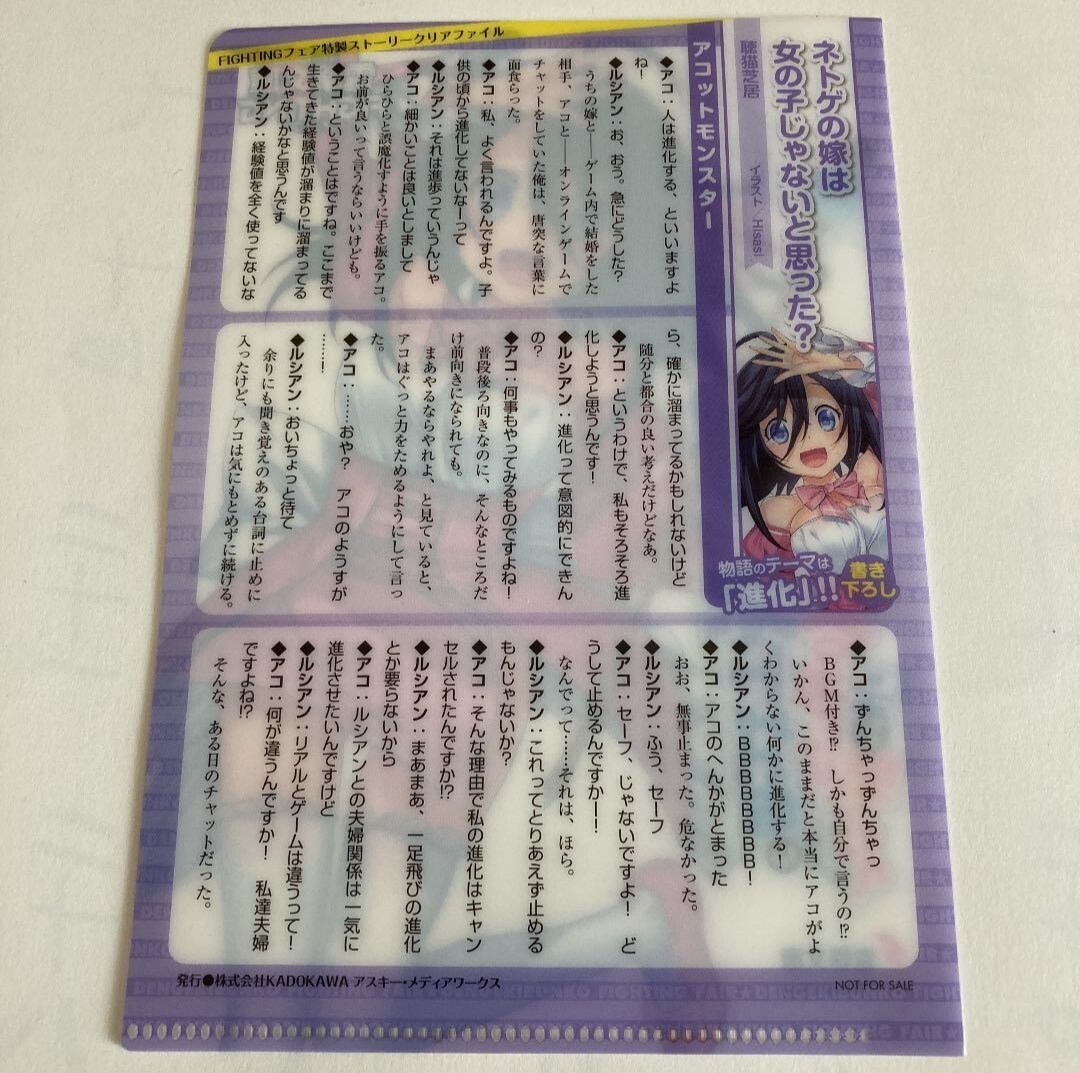 FIGHTINGフェア特製ストーリークリアファイル
ネトゲの嫁は
女の子じゃないと思った?
聴猫芝居
イラスト/Hisasi
アコットモンスター
◆アコ:人は進化する、といいますよ
ね!
◆ルシアン:お、おう。急にどうした?
うちの嫁と――ゲーム内で結婚をした
相手、アコと――オンラインゲームで
チャットをしていた俺は、唐突な言葉に
面食らった。
◆アコ:私、よく言われるんですよ。子
供の頃から進化してないなーって
◆ルシアン:それは進歩っていうんじゃ
◆アコ:細かいことは良いとしまして
ひらひらと誤魔化すように手を振るアコ。
お前が良いって言うならいいけども。
◆アコ:ということはですね。ここまで
生きてきた経験値が溜まりに溜まってる
んじゃないかなと思うんです
◆ルシアン:経験値を全く使ってないな
ら、確かに溜まってるかもしれないけど
随分と都合の良い考えだけどなあ。
◆アコ:というわけで、私もそろそろ進
化しようと思うんです!
◆ルシアン:進化って意図的にできん
の?
◆アコ:何事もやってみるものですよね!
普段後ろ向きなのに、そんなところだ
け前向きになられても。
まあやるならやれよ、と見ていると、
アコはぐっと力をためるようにして言っ
た。
◆アコ:……おや? アコのようすが
……!
◆ルシアン:おいちょっと待て
余りにも聞き覚えのある台詞に止めに
入ったけど、アコは気にもとめずに続ける。
◆アコ:ずんちゃっずんちゃっ
BGM付き!? しかも自分で言うの!?
いかん、このままだと本当にアコがよ
くわからない何かに進化する!
◆ルシアン:BBBBBBBBB!
◆アコ:アコのへんかがとまった
おお、無事止まった。危なかった。
◆ルシアン:ふう、セーフ
◆アコ:セーフ、じゃないですよ! ど
うして止めるんですかー!
なんでって……それは、ほら。
◆ルシアン:これってとりあえず止める
もんじゃないか?
◆アコ:そんな理由で私の進化はキャン
セルされたんですか!?
◆ルシアン:まあまあ、一足飛びの進化
とか要らないから
◆アコ:ルシアンとの夫婦関係は一気に
進化させたいんですけど
◆ルシアン:リアルとゲームは違うって!
◆アコ:何が違うんですか! 私達夫婦
ですよね!?
そんな、ある日のチャットだった。
物語のテーマは
「進化」!!
書き
下ろし
発行●株式会社KADOKAWA アスキー・メディアワークス
NOT FOR SALE